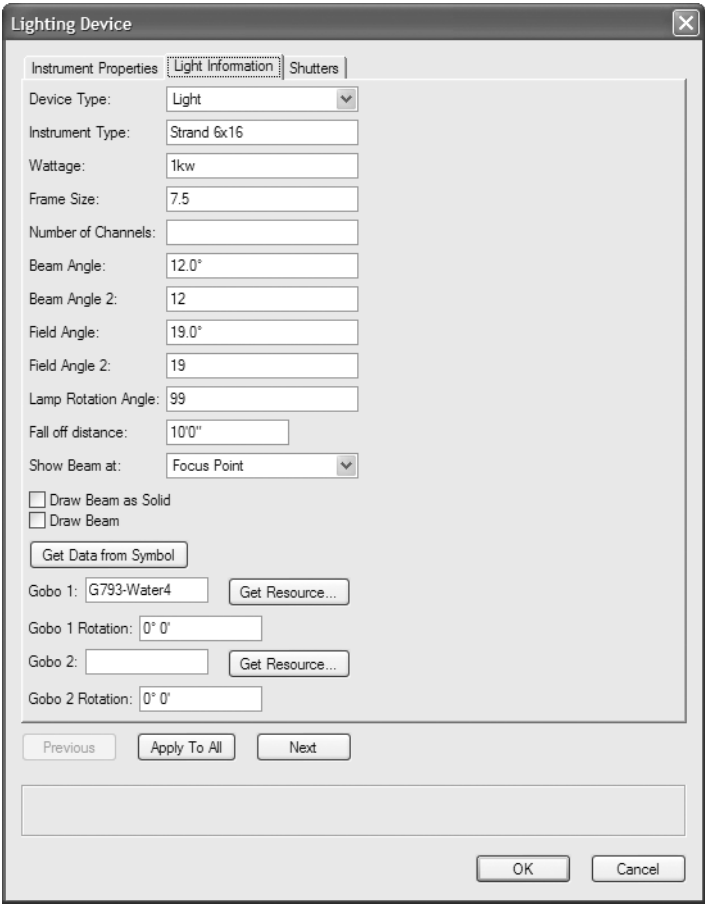 Lighting Device
Instrument Properties Light Information Shutters
Device Type: Light
Instrument Type: Strand 6x16
Wattage: 1kw
Frame Size: 7.5
Number of Channels:
Beam Angle: 12.0°
Beam Angle 2: 12
Field Angle: 19.0°
Field Angle 2: 19
Lamp Rotation Angle: 99
Fall off distance: 10'0"
Show Beam at: Focus Point
Draw Beam as Solid
Draw Beam
Get Data from Symbol
Gobo 1: G793-Water4 Get Resource...
Gobo 1 Rotation: 0° 0'
Gobo 2: Get Resource...
Gobo 2 Rotation: 0° 0'
Previous Apply To All Next
OK Cancel